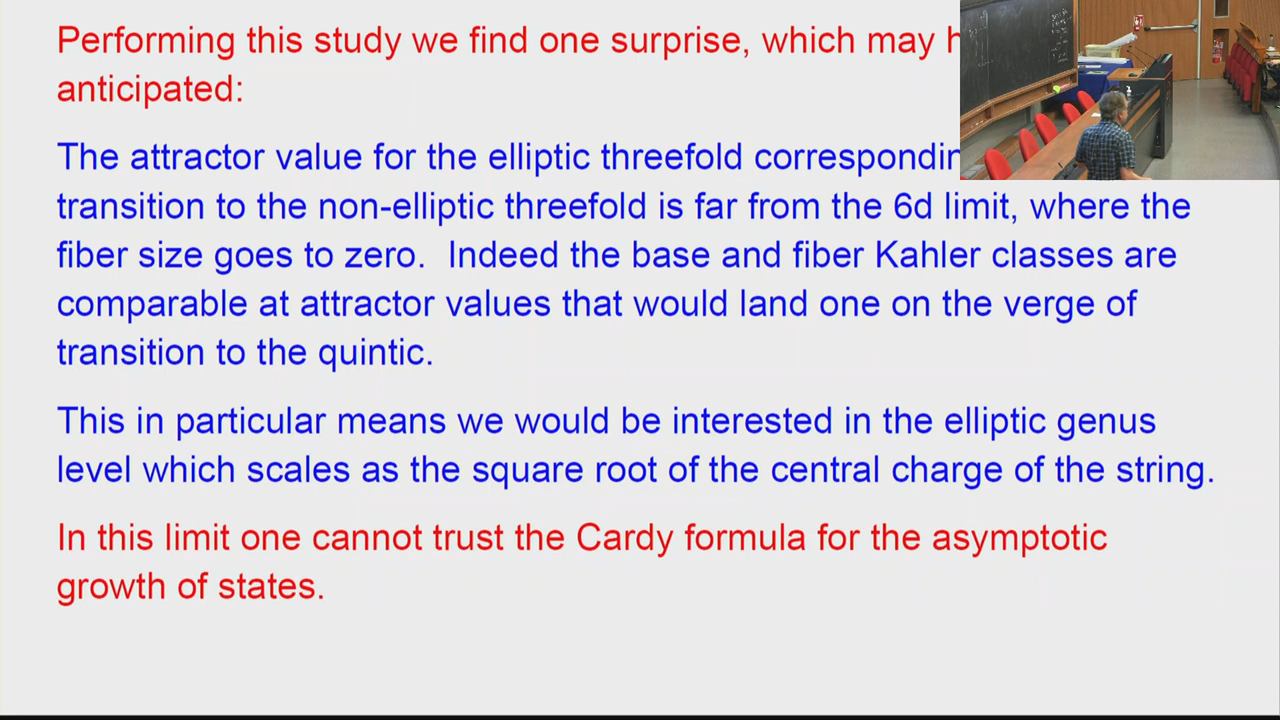 Performing this study we find one surprise, which may
anticipated:
The attractor value for the elliptic threefold
transition to the non-elliptic threefold is far from the 6d limit, where the
fiber size goes to zero. Indeed the base and fiber Kahler classes are
comparable at attractor values that would land one on the verge of
transition to the quintic.
This in particular means we would be interested in the elliptic genus
level which scales as the square root of the central charge of the string.
In this limit one cannot trust the Cardy formula for the asymptotic
growth of states.